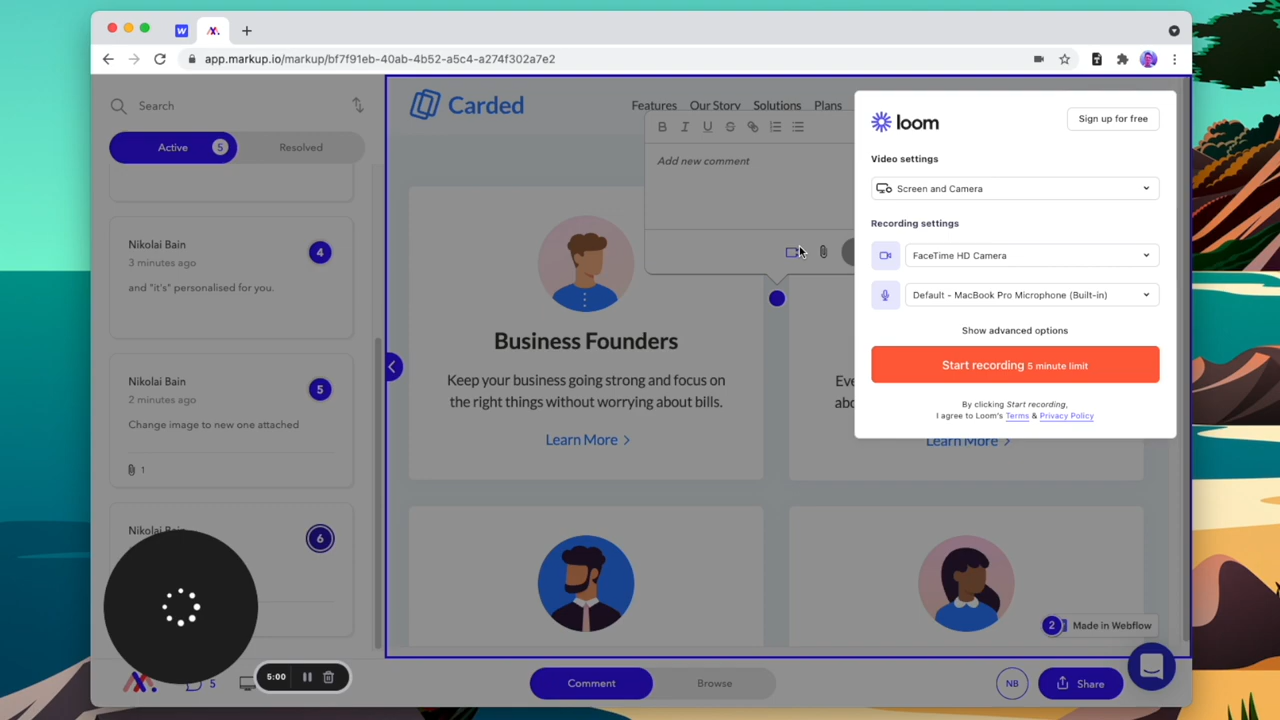 W
app.markup.io/markup/bf7f91eb-40ab-4b52-a5c4-a274f302a7e2
Search
Active 5
Resolved
Nikolai Bain
3 minutes ago
4
and "it's" personalised for you.
Nikolai Bain
2 minutes ago
5
Change image to new one attached
1
Nikolai Bain
6
5:00
5
Carded
Features Our Story Solutions Plans
B I U S
Add new comment
Business Founders
Keep your business going strong and focus on
the right things without worrying about bills.
Learn More
Learn More
2 Made in Webflow
Comment
Browse
NB
Share
loom
Sign up for free
Video settings
Screen and Camera
Recording settings
FaceTime HD Camera
Default - MacBook Pro Microphone (Built-in)
Show advanced options
Start recording 5 minute limit
By clicking Start recording,
I agree to Loom's Terms & Privacy Policy